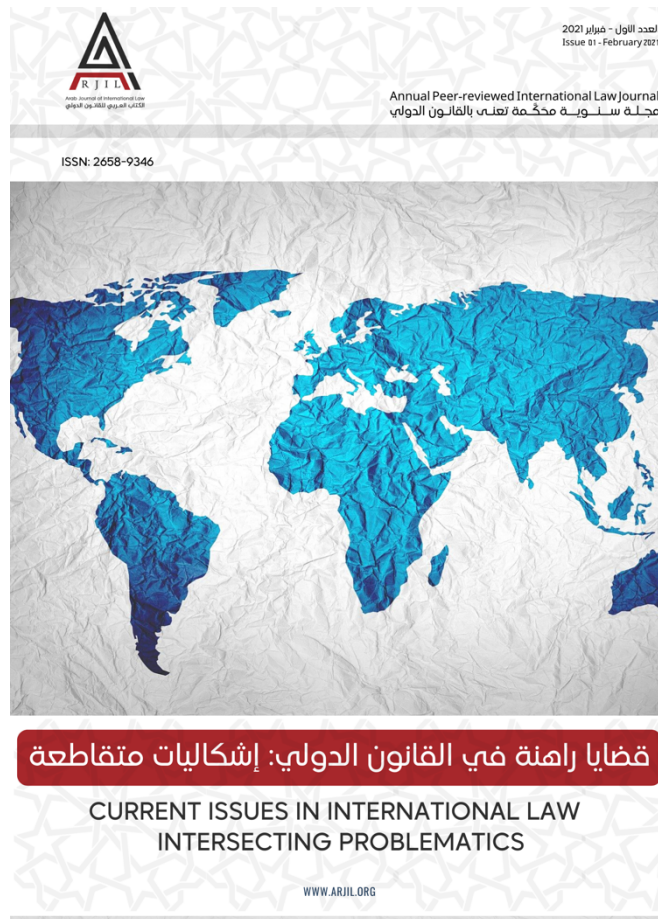 العدد الاول - فبراير 2021
Issue 01 - February 2021
ARJIL
Arab Journal of International Law
الكتاب العربي للقانون الدولي
Annual Peer-reviewed International Law Journal
مجلة سنوية محكَّمة تعنى بالقانون الدولي
ISSN: 2658-9346
قضايا راهنة في القانون الدولي: إشكاليات متقاطعة
CURRENT ISSUES IN INTERNATIONAL LAW
INTERSECTING PROBLEMATICS
WWW.ARJIL.ORG